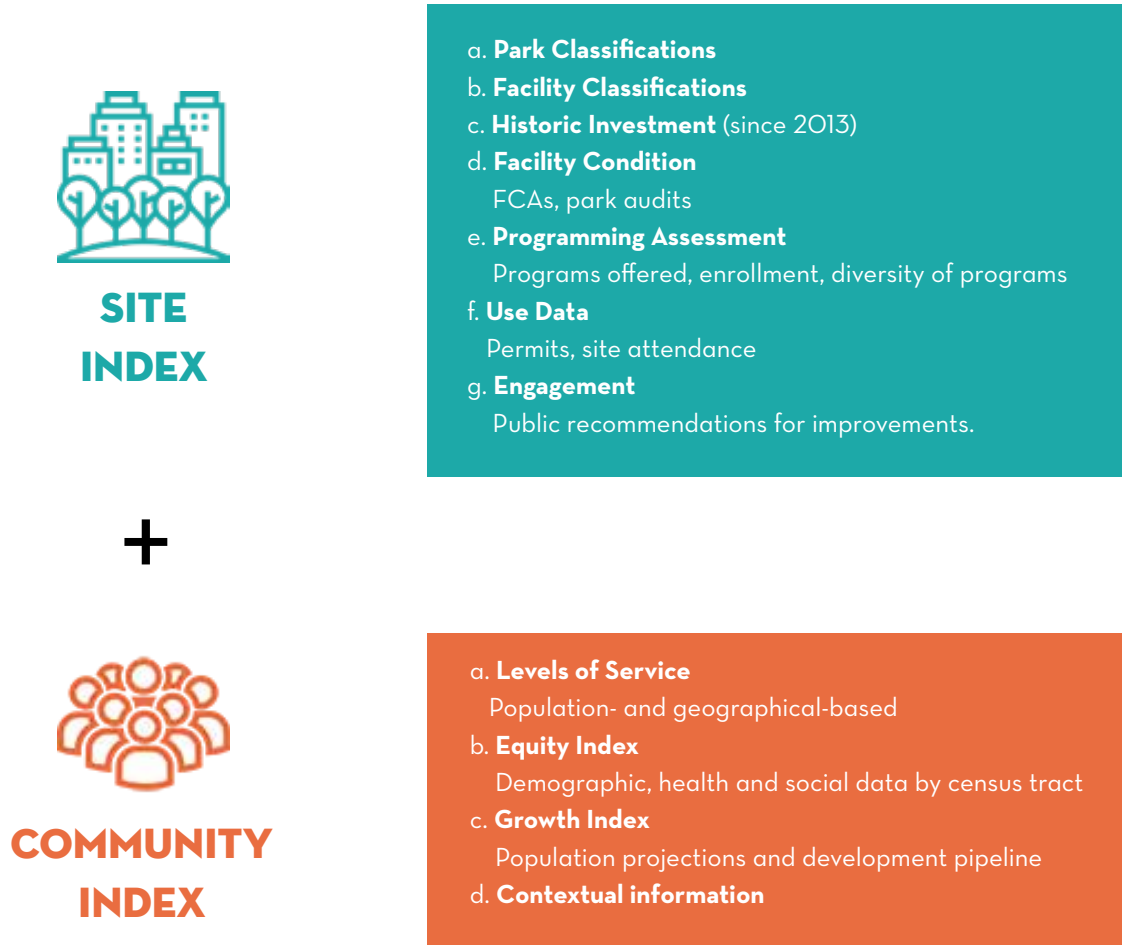 SITE
INDEX
a. Park Classifications
b. Facility Classifications
c. Historic Investment (since 2013)
d. Facility Condition
FCAs, park audits
e. Programming Assessment
Programs offered, enrollment, diversity of programs
f. Use Data
Permits, site attendance
g. Engagement
Public recommendations for improvements.
+
COMMUNITY
INDEX
a. Levels of Service
Population- and geographical-based
b. Equity Index
Demographic, health and social data by census tract
c. Growth Index
Population projections and development pipeline
d. Contextual information